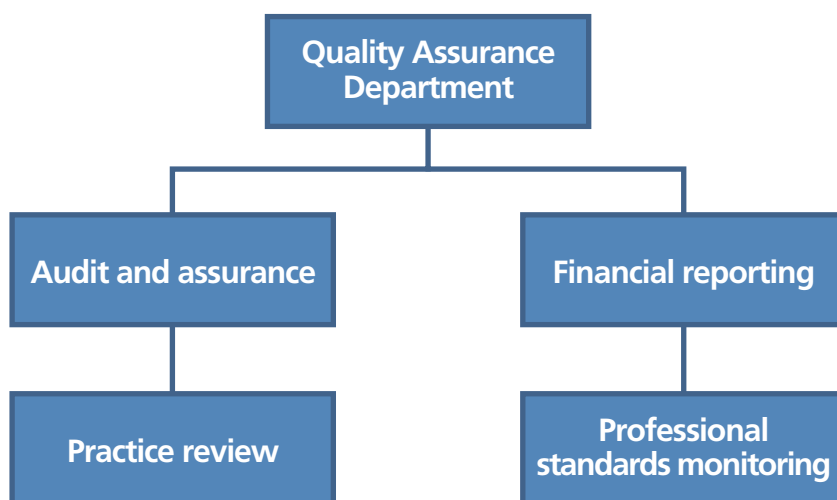 Quality Assurance
Department
Audit and assurance
Financial reporting
Practice review
Professional
standards monitoring